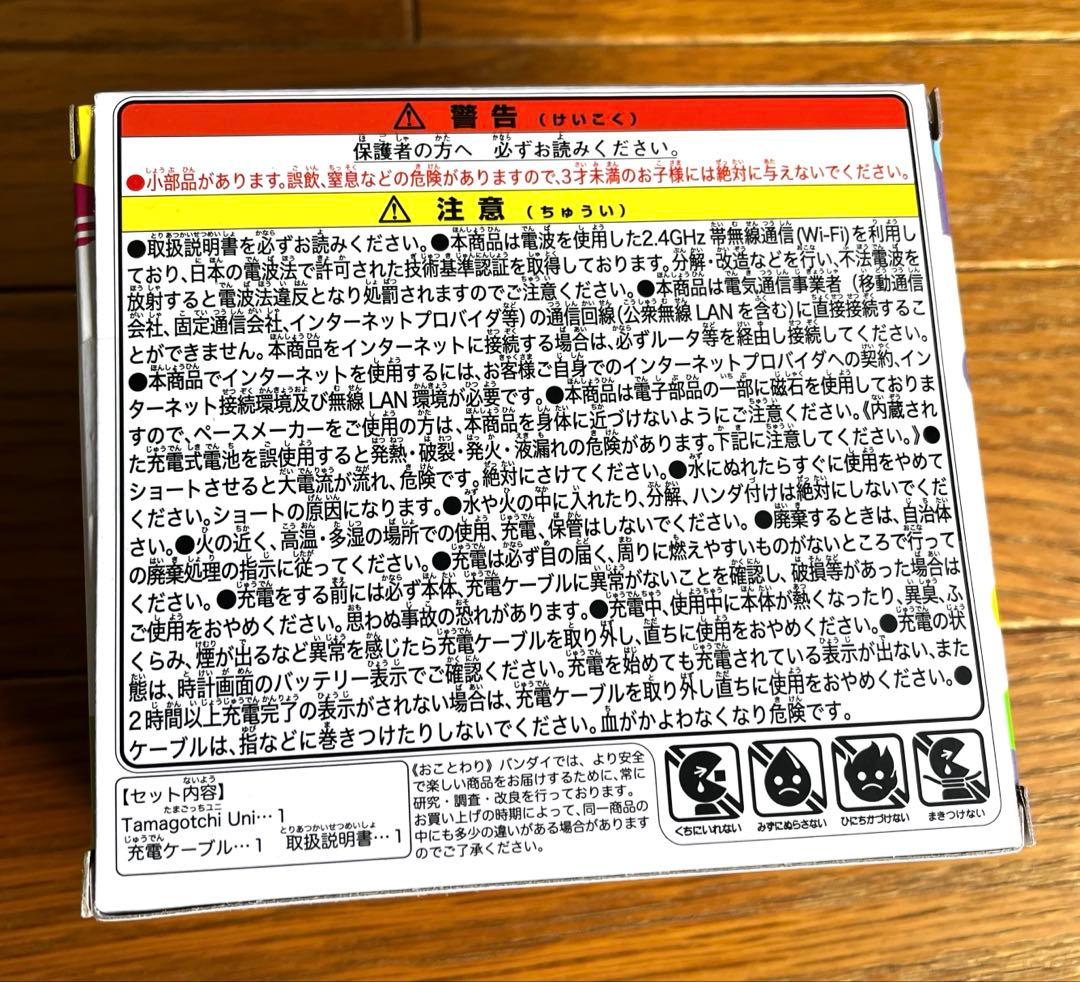 ⚠ 警告（けいこく）
保護者の方へ 必ずお読みください。
●小部品があります。誤飲、窒息などの危険がありますので、3才未満のお子様には絶対に与えないでください。
⚠ 注意（ちゅうい）
●取扱説明書を必ずお読みください。●本商品は電波を使用した2.4GHz 帯無線通信(Wi-Fi)を利用し
ており、日本の電波法で許可された技術基準認証を取得しております。分解・改造などを行い、不法電波を
放射すると電波法違反となり処罰されますのでご注意ください。●本商品は電気通信事業者（移動通信
会社、固定通信会社、インターネットプロバイダ等）の通信回線(公衆無線 LAN を含む)に直接接続するこ
とができません。本商品をインターネットに接続する場合は、必ずルータ等を経由し接続してください。
●本商品でインターネットを使用するには、お客様ご自身でのインターネットプロバイダへの契約、イン
ターネット接続環境及び無線 LAN 環境が必要です。●本商品は電子部品の一部に磁石を使用しておりま
すので、ペースメーカーをご使用の方は、本商品を身体に近づけないようにご注意ください。《内蔵され
た充電式電池を誤使用すると発熱・破裂・発火・液漏れの危険があります。下記に注意してください。》●
ショートさせると大電流が流れ、危険です。絶対にさけてください。●水にぬれたらすぐに使用をやめて
ください。ショートの原因になります。●水や火の中に入れたり、分解、ハンダ付けは絶対にしないでくだ
さい。●火の近く、高温・多湿の場所での使用、充電、保管はしないでください。●廃棄するときは、自治体
の廃棄処理の指示に従ってください。●充電は必ず目の届く、周りに燃えやすいものがないところで行って
ください。●充電をする前には必ず本体、充電ケーブルに異常がないことを確認し、破損等があった場合は
ご使用をおやめください。思わぬ事故の恐れがあります。●充電中、使用中に本体が熱くなったり、異臭、ふ
くらみ、煙が出るなど異常を感じたら充電ケーブルを取り外し、直ちに使用をおやめください。●充電の状
態は、時計画面のバッテリー表示でご確認ください。充電を始めても充電されている表示が出ない、また
2 時間以上充電完了の表示がされない場合は、充電ケーブルを取り外し直ちに使用をおやめください。●
ケーブルは、指などに巻きつけたりしないでください。血がかよわなくなり危険です。
【セット内容】
Tamagotchi Uni… 1
充電ケーブル… 1 取扱説明書… 1
《おことわり》バンダイでは、より安全
で楽しい商品をお届けするために、常に
研究・調査・改良を行っております。
お買い上げの時期によって、同一商品の
中にも多少の違いがある場合があります
のでご了承ください。
くちにいれない
みずにぬらさない
ひにちかづけない
まきつけない